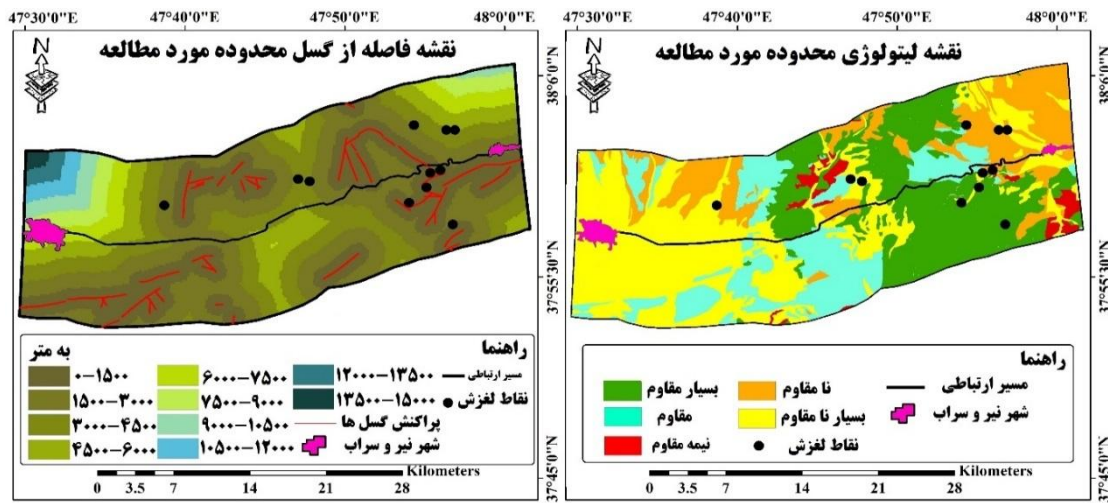 47°30'0"E 47°40'0"E 47°50'0"E 48°0'0"E
N
نقشه فاصله از گسل محدوده مورد مطالعه
38°6'0"N
37°55'30"N
37°45'0"N
راهنما
به متر
۰-۱۵۰۰
۱۵۰۰-۳۰۰۰
۳۰۰۰-۴۵۰۰
۴۵۰۰-۶۰۰۰
۶۰۰۰-۷۵۰۰
۷۵۰۰-۹۰۰۰
۹۰۰۰-۱۰۵۰۰
۱۰۵۰۰-۱۲۰۰۰
۱۲۰۰۰-۱۳۵۰۰
۱۳۵۰۰-۱۵۰۰۰
مسیر ارتباطی
نقاط لغزش
پراکنش گسل ها
شهر نیر و سراب
Kilometers
0 3.5 7 14 21 28
47°30'0"E 47°40'0"E 47°50'0"E 48°0'0"E
N
نقشه لیتولوژی محدوده مورد مطالعه
38°6'0"N
37°55'30"N
37°45'0"N
راهنما
بسیار مقاوم
مقاوم
نیمه مقاوم
نا مقاوم
بسیار نا مقاوم
نقاط لغزش
مسیر ارتباطی
شهر نیر و سراب
Kilometers
0 3.5 7 14 21 28